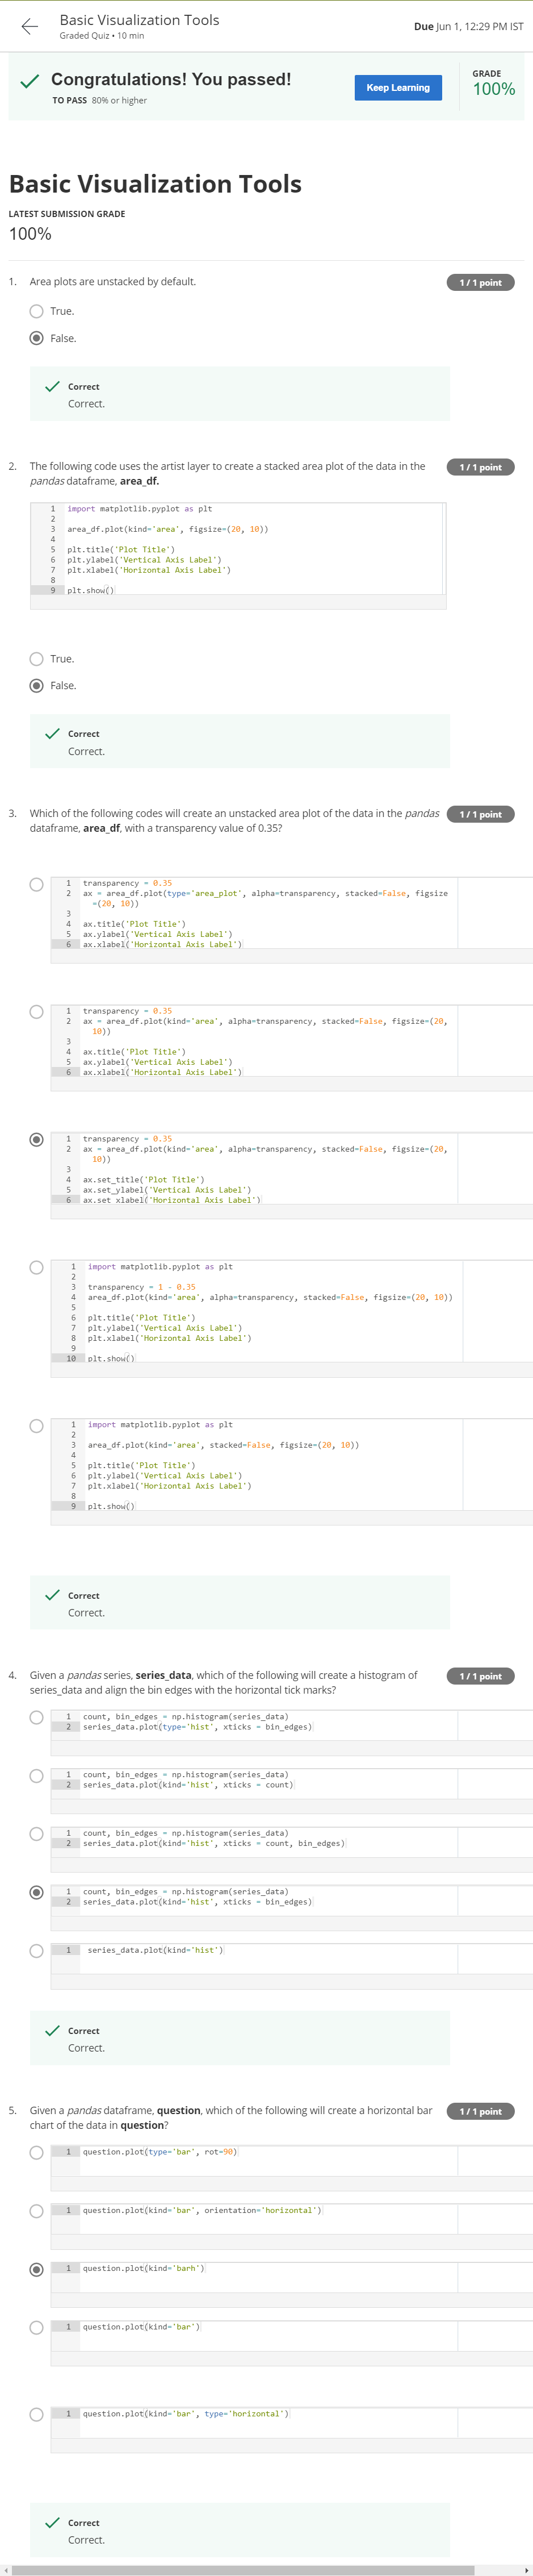 Basic Visualization Tools
Graded Quiz • 10 min
Due Jun 1, 12:29 PM IST
Congratulations! You passed!
TO PASS 80% or higher
Keep Learning
GRADE
100%
Basic Visualization Tools
LATEST SUBMISSION GRADE
100%
1. Area plots are unstacked by default.
1 / 1 point
True.
False.
Correct
Correct.
2. The following code uses the artist layer to create a stacked area plot of the data in the
pandas dataframe, area_df.
1 / 1 point
1 import matplotlib.pyplot as plt
2
3 area_df.plot(kind='area', figsize=(20, 10))
4
5 plt.title('Plot Title')
6 plt.ylabel('Vertical Axis Label')
7 plt.xlabel('Horizontal Axis Label')
8
9 plt.show()
True.
False.
Correct
Correct.
3. Which of the following codes will create an unstacked area plot of the data in the pandas
dataframe, area_df, with a transparency value of 0.35?
1 / 1 point
1 transparency = 0.35
2 ax = area_df.plot(type='area_plot', alpha=transparency, stacked=False, figsize
=(20, 10))
3
4 ax.title('Plot Title')
5 ax.ylabel('Vertical Axis Label')
6 ax.xlabel('Horizontal Axis Label')
1 transparency = 0.35
2 ax = area_df.plot(kind='area', alpha=transparency, stacked=False, figsize=(20,
10))
3
4 ax.title('Plot Title')
5 ax.ylabel('Vertical Axis Label')
6 ax.xlabel('Horizontal Axis Label')
1 transparency = 0.35
2 ax = area_df.plot(kind='area', alpha=transparency, stacked=False, figsize=(20,
10))
3
4 ax.set_title('Plot Title')
5 ax.set_ylabel('Vertical Axis Label')
6 ax.set_xlabel('Horizontal Axis Label')
1 import matplotlib.pyplot as plt
2
3 transparency = 1 - 0.35
4 area_df.plot(kind='area', alpha=transparency, stacked=False, figsize=(20, 10))
5
6 plt.title('Plot Title')
7 plt.ylabel('Vertical Axis Label')
8 plt.xlabel('Horizontal Axis Label')
9
10 plt.show()
1 import matplotlib.pyplot as plt
2
3 area_df.plot(kind='area', stacked=False, figsize=(20, 10))
4
5 plt.title('Plot Title')
6 plt.ylabel('Vertical Axis Label')
7 plt.xlabel('Horizontal Axis Label')
8
9 plt.show()
Correct
Correct.
4. Given a pandas series, series_data, which of the following will create a histogram of
series_data and align the bin edges with the horizontal tick marks?
1 / 1 point
1 count, bin_edges = np.histogram(series_data)
2 series_data.plot(type='hist', xticks = bin_edges)
1 count, bin_edges = np.histogram(series_data)
2 series_data.plot(kind='hist', xticks = count)
1 count, bin_edges = np.histogram(series_data)
2 series_data.plot(kind='hist', xticks = count, bin_edges)
1 count, bin_edges = np.histogram(series_data)
2 series_data.plot(kind='hist', xticks = bin_edges)
1 series_data.plot(kind='hist')
Correct
Correct.
5. Given a pandas dataframe, question, which of the following will create a horizontal bar
chart of the data in question?
1 / 1 point
1 question.plot(type='bar', rot=90)
1 question.plot(kind='bar', orientation='horizontal')
1 question.plot(kind='barh')
1 question.plot(kind='bar')
1 question.plot(kind='bar', type='horizontal')
Correct
Correct.